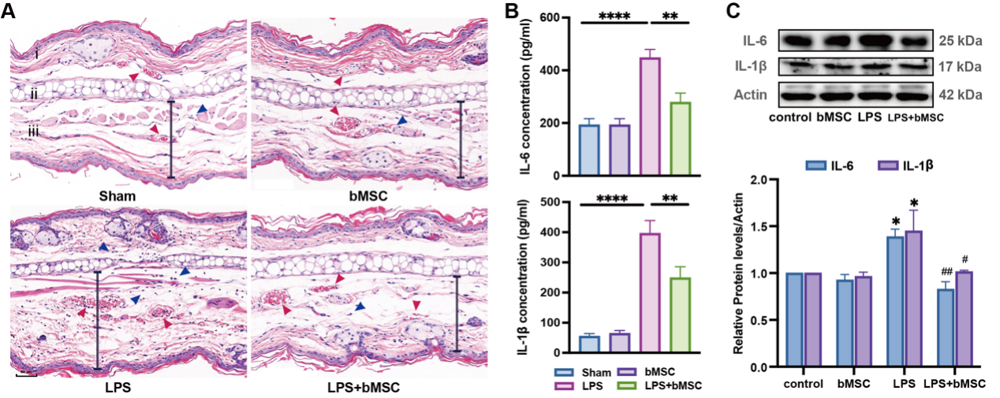 A
i
ii
iii
Sham
bMSC
LPS
LPS+bMSC
B
IL-6 concentration (pg/ml)
600
400
200
0
****
**
IL-1β concentration (pg/ml)
500
400
300
200
100
0
****
**
Sham
bMSC
LPS
LPS+bMSC
C
IL-6
25 kDa
IL-1β
17 kDa
Actin
42 kDa
control bMSC LPS LPS+bMSC
IL-6
IL-1β
Relative Protein levels/Actin
2.0
1.5
1.0
0.5
0.0
*
*
##
#
control
bMSC
LPS
LPS+bMSC